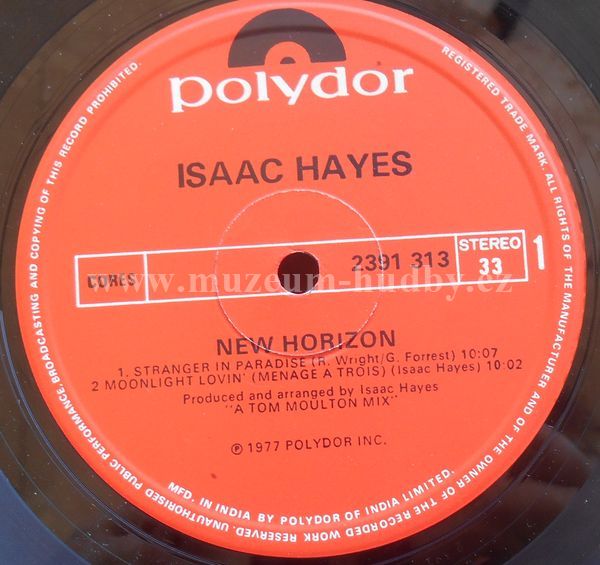 polydor
ISAAC HAYES
2391 313
STEREO
33
1
COHES
NEW HORIZON
1. STRANGER IN PARADISE (R. Wright/G. Forrest) 10:07
2 MOONLIGHT LOVIN' (MENAGE A TROIS) (Isaac Hayes) 10:02
Produced and arranged by Isaac Hayes
"A TOM MOULTON MIX"
℗ 1977 POLYDOR INC.
MFD. IN INDIA BY POLYDOR OF INDIA LIMITED.
REGISTERED TRADE MARK. ALL RIGHTS OF THE MANUFACTURER AND OF THE OWNER OF THE RECORDED WORK RESERVED. UNAUTHORISED PUBLIC PERFORMANCE BROADCASTING AND COPYING OF THIS RECORD PROHIBITED.
www.muzeum-hudby.cz